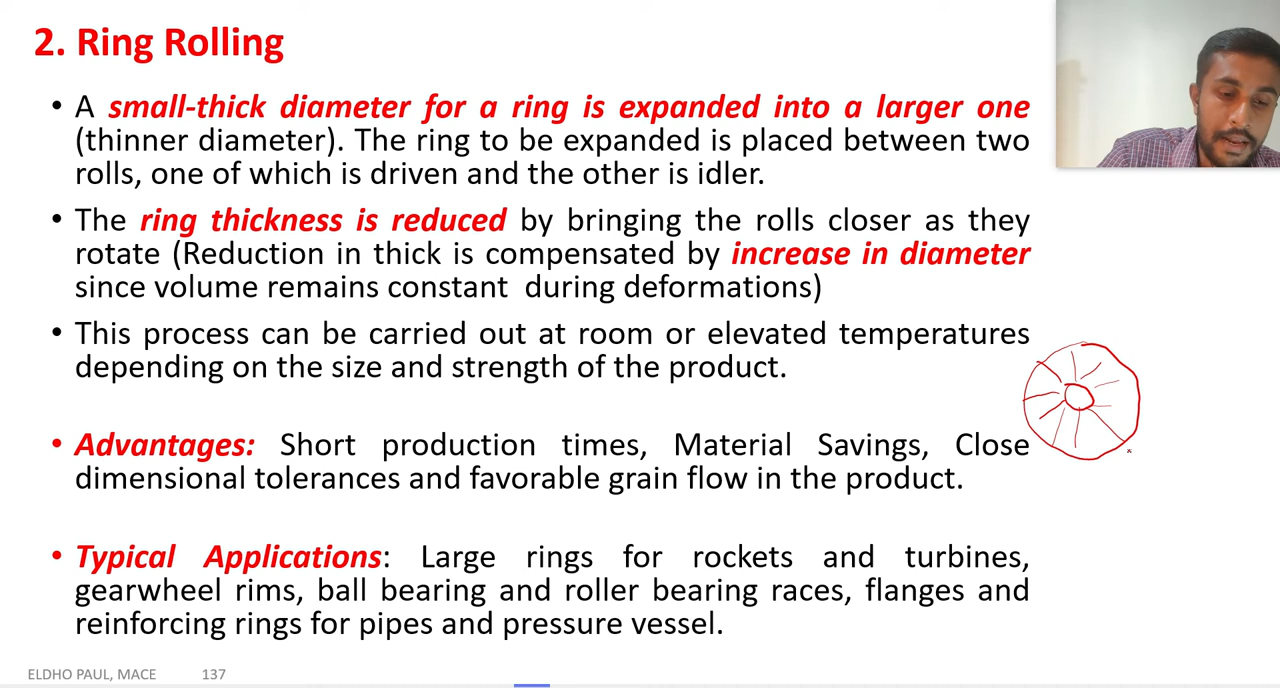 2. Ring Rolling
• A small-thick diameter for a ring is expanded into a larger one
(thinner diameter). The ring to be expanded is placed between two
rolls, one of which is driven and the other is idler.
• The ring thickness is reduced by bringing the rolls closer as they
rotate (Reduction in thick is compensated by increase in diameter
since volume remains constant during deformations)
• This process can be carried out at room or elevated temperatures
depending on the size and strength of the product.
• Advantages: Short production times, Material Savings, Close
dimensional tolerances and favorable grain flow in the product.
• Typical Applications: Large rings for rockets and turbines,
gearwheel rims, ball bearing and roller bearing races, flanges and
reinforcing rings for pipes and pressure vessel.
ELDHO PAUL, MACE 137